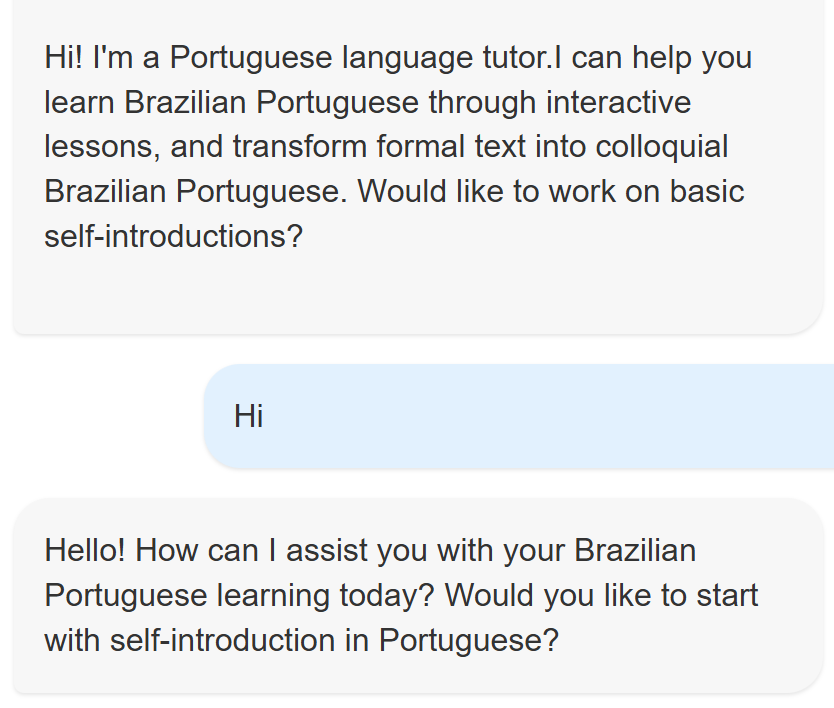 Hi! I'm a Portuguese language tutor.I can help you
learn Brazilian Portuguese through interactive
lessons, and transform formal text into colloquial
Brazilian Portuguese. Would like to work on basic
self-introductions?
Hi
Hello! How can I assist you with your Brazilian
Portuguese learning today? Would you like to start
with self-introduction in Portuguese?